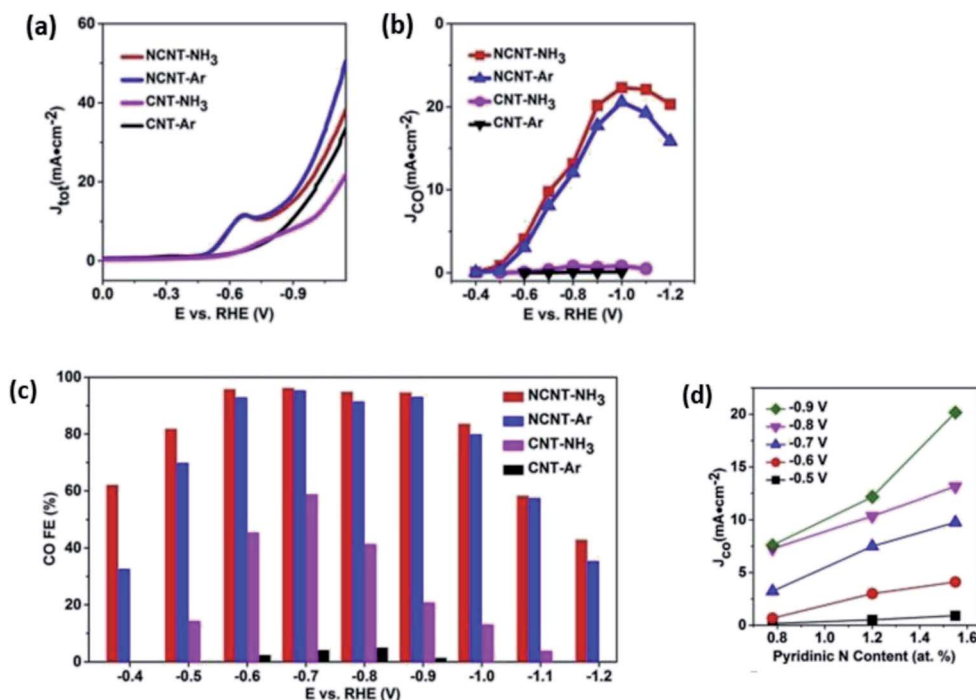 (a)
60
40
20
0
J_tot(mA•cm-2)
NCNT-NH3
NCNT-Ar
CNT-NH3
CNT-Ar
0.0 -0.3 -0.6 -0.9
E vs. RHE (V)
(b)
0
20
10
0
J_CO(mA•cm-2)
NCNT-NH3
NCNT-Ar
CNT-NH3
CNT-Ar
-0.4 -0.6 -0.8 -1.0 -1.2
E vs. RHE (V)
(c)
100
80
60
40
20
0
CO FE (%)
NCNT-NH3
NCNT-Ar
CNT-NH3
CNT-Ar
-0.4 -0.5 -0.6 -0.7 -0.8 -0.9 -1.0 -1.1 -1.2
E vs. RHE (V)
(d)
20
15
10
5
0
J_CO(mA•cm-2)
-0.9 V
-0.8 V
-0.7 V
-0.6 V
-0.5 V
0.8 1.0 1.2 1.4 1.6
Pyridinic N Content (at. %)